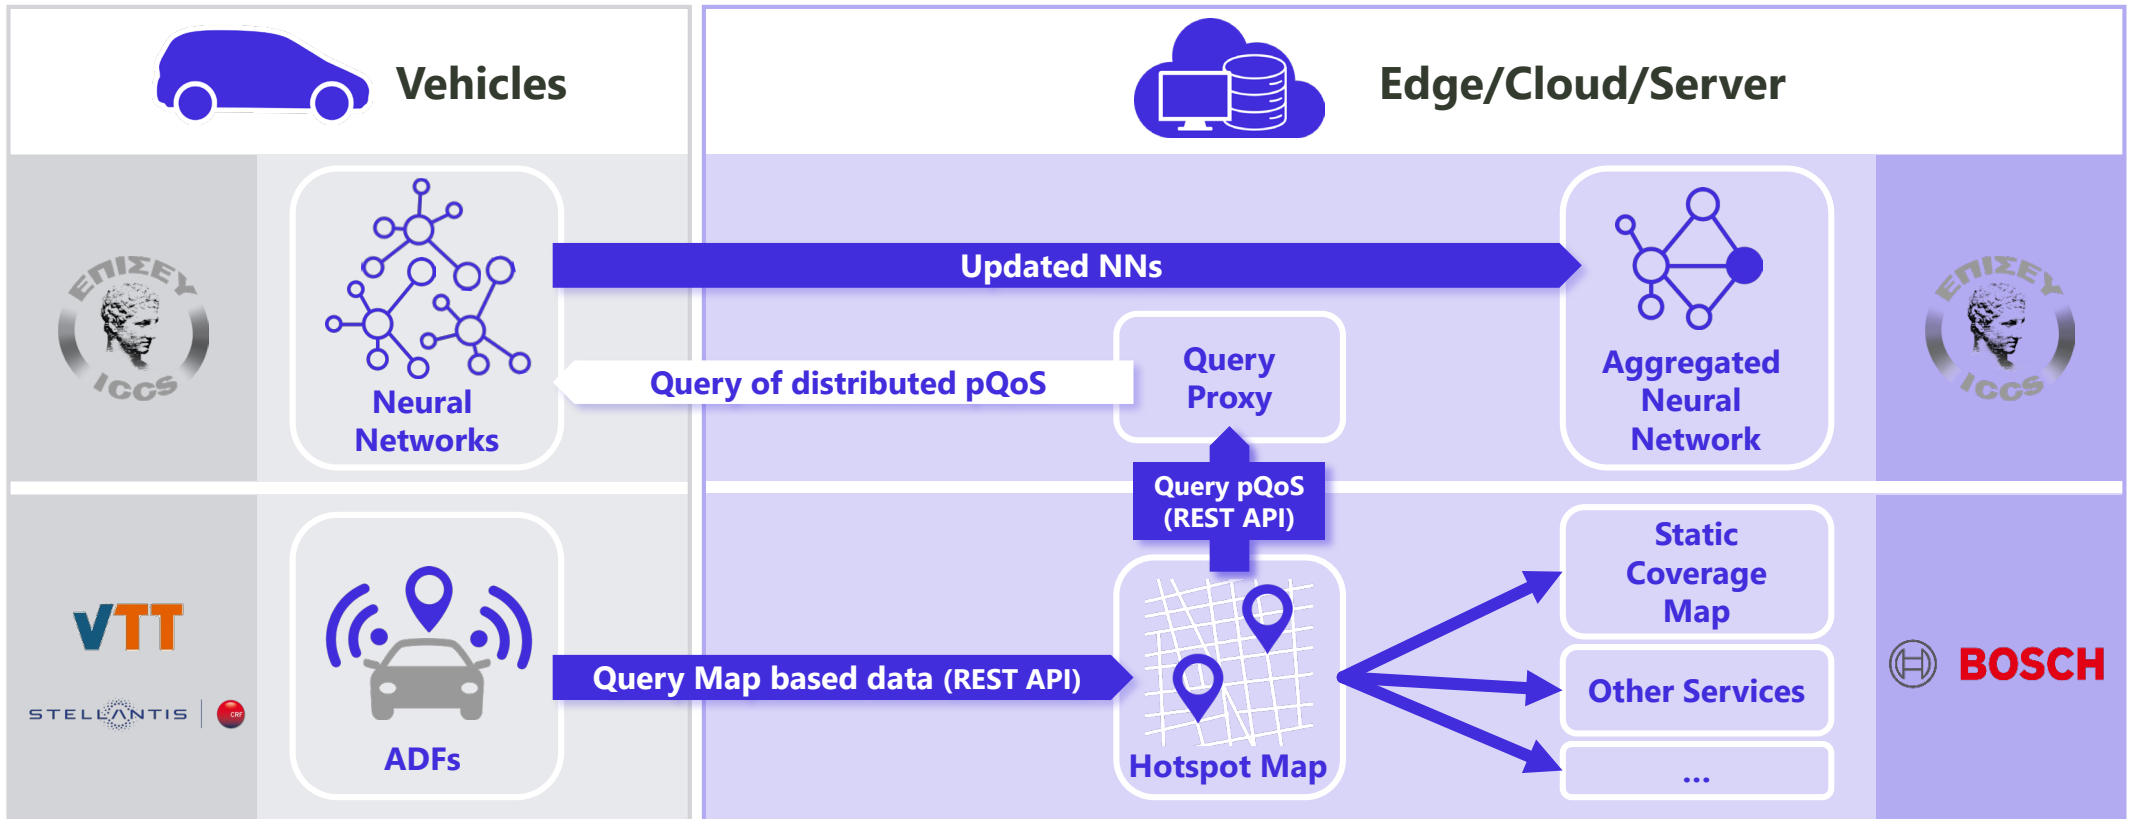 Vehicles
Edge/Cloud/Server
ΕΠΙΣΕΥ
ICCS
Neural
Networks
Updated NNs
Query of distributed pQoS
Query
Proxy
Aggregated
Neural
Network
ΕΠΙΣΕΥ
ICCS
Query pQoS
(REST API)
VTT
STELLANTIS
CRF
ADFs
Query Map based data (REST API)
Hotspot Map
Static
Coverage
Map
Other Services
...
BOSCH